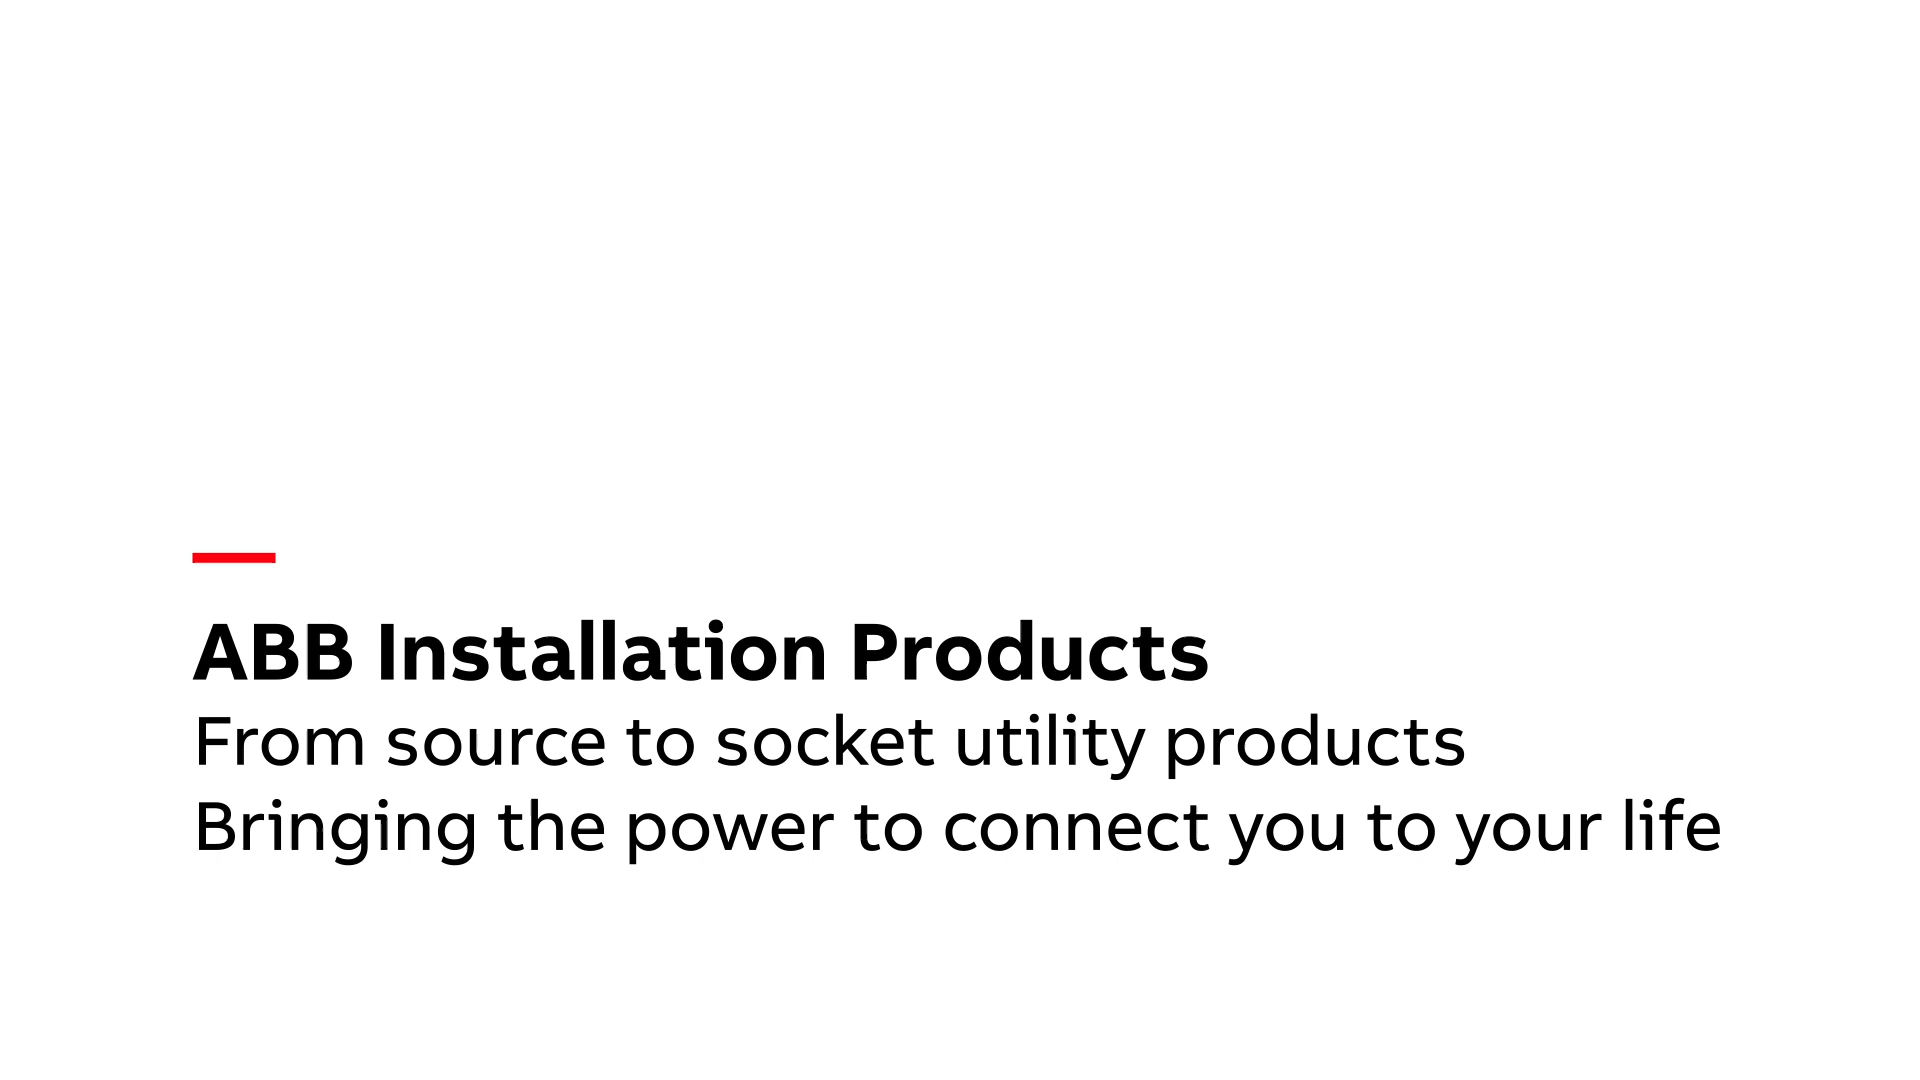 ABB Installation Products
From source to socket utility products
Bringing the power to connect you to your life